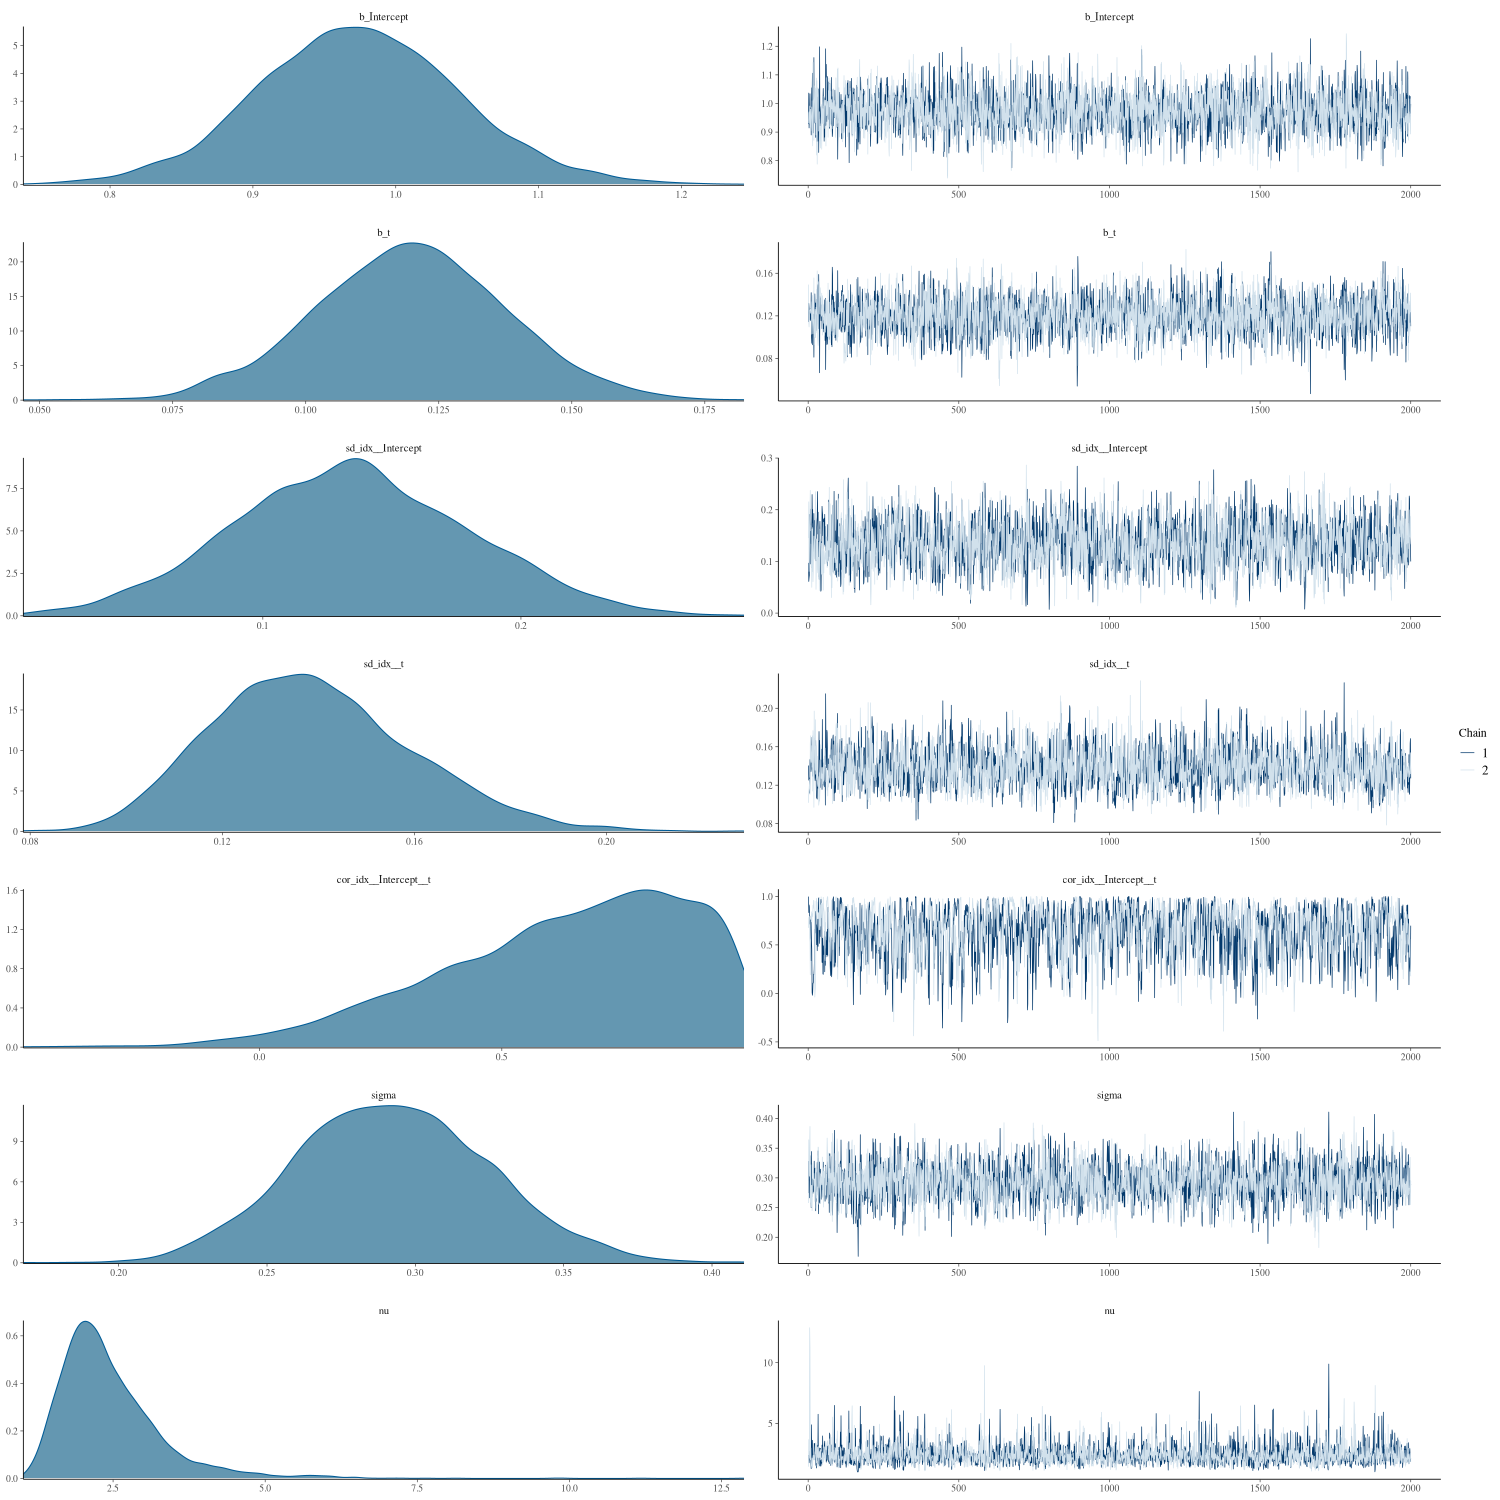 b_Intercept
b_Intercept
5
4
3
2
1
0
0.8 0.9 1.0 1.1 1.2
1.2
1.1
1.0
0.9
0.8
0 500 1000 1500 2000
b_t
b_t
20
15
10
5
0
0.050 0.075 0.100 0.125 0.150 0.175
0.16
0.12
0.08
0 500 1000 1500 2000
sd_idx__Intercept
sd_idx__Intercept
7.5
5.0
2.5
0.0
0.1 0.2
0.3
0.2
0.1
0.0
0 500 1000 1500 2000
sd_idx__t
sd_idx__t
15
10
5
0
0.08 0.12 0.16 0.20
0.20
0.16
0.12
0.08
0 500 1000 1500 2000
Chain
1
2
cor_idx__Intercept__t
cor_idx__Intercept__t
1.6
1.2
0.8
0.4
0.0
0.0 0.5
1.0
0.5
0.0
-0.5
0 500 1000 1500 2000
sigma
sigma
9
6
3
0
0.20 0.25 0.30 0.35 0.40
0.40
0.35
0.30
0.25
0.20
0 500 1000 1500 2000
nu
nu
0.6
0.4
0.2
0.0
2.5 5.0 7.5 10.0 12.5
10
5
0 500 1000 1500 2000